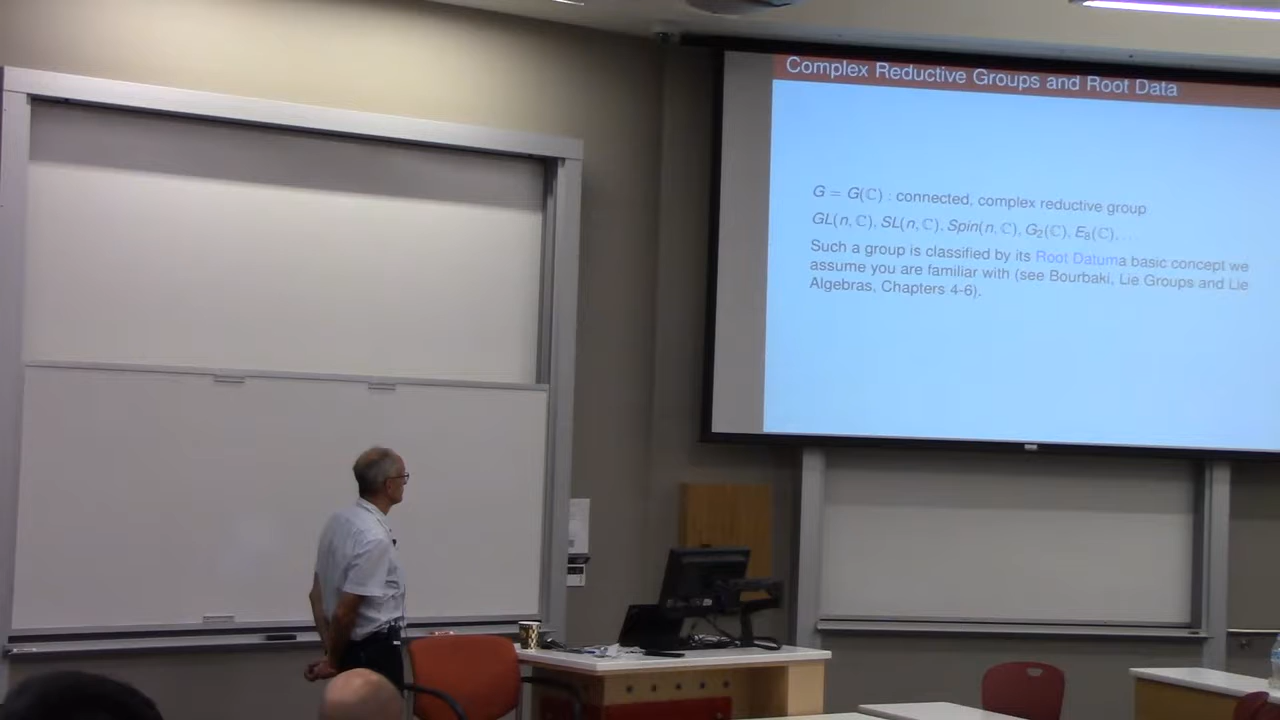 Complex Reductive Groups and Root Data
G = G(ℂ) : connected, complex reductive group
GL(n, ℂ), SL(n, ℂ), Spin(n, ℂ), G₂(ℂ), E₈(ℂ), ...
Such a group is classified by its Root Datuma basic concept we
assume you are familiar with (see Bourbaki, Lie Groups and Lie
Algebras, Chapters 4-6).